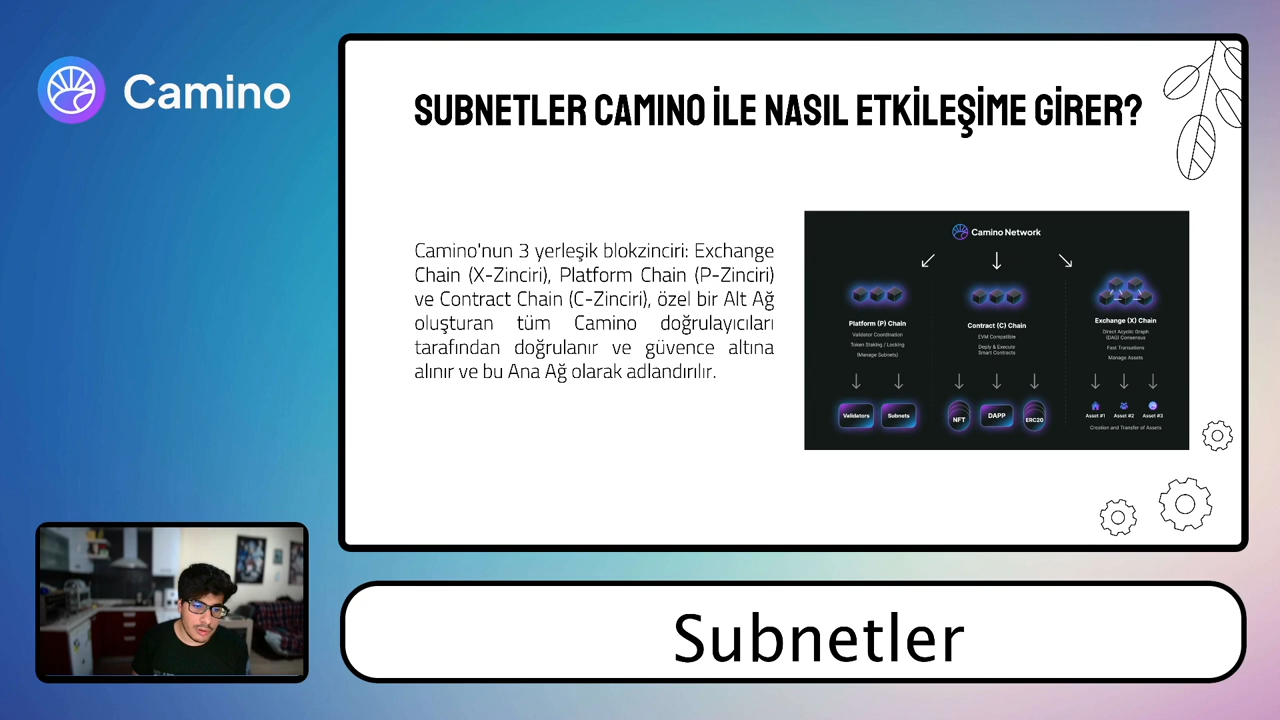 Camino
SUBNETLER CAMINO İLE NASIL ETKİLEŞİME GİRER?
Camino'nun 3 yerleşik blokzinciri: Exchange
Chain (X-Zinciri), Platform Chain (P-Zinciri)
ve Contract Chain (C-Zinciri), özel bir Alt Ağ
oluşturan tüm Camino doğrulayıcıları
tarafından doğrulanır ve güvence altına
alınır ve bu Ana Ağ olarak adlandırılır.
Camino Network
Platform (P) Chain
Validator Coordination
Token Staking / Locking
(Manage Subnets)
Validators
Subnets
Contract (C) Chain
EVM Compatible
Deply & Execute
Smart Contracts
NFT
DAPP
ERC20
Exchange (X) Chain
Direct Acyclic Graph
(DAG) Consensus
Fast Transations
Manage Assets
Asset #1
Asset #2
Asset #3
Creation and Transfer of Assets
Subnetler